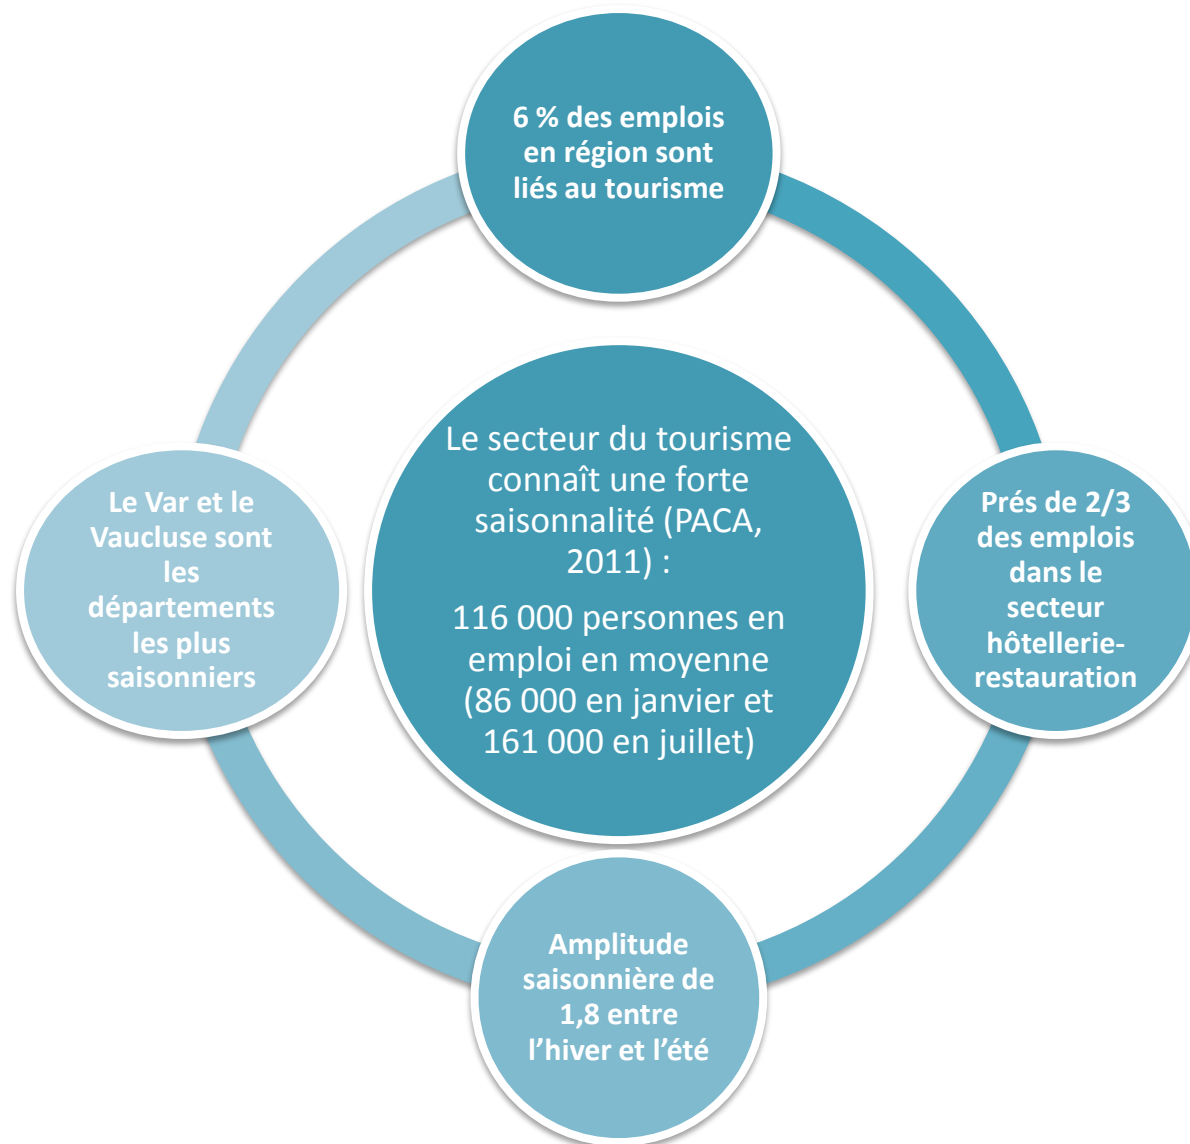 6 % des emplois
en région sont
liés au tourisme
Le secteur du tourisme
connaît une forte
saisonnalité (PACA,
2011) :
116 000 personnes en
emploi en moyenne
(86 000 en janvier et
161 000 en juillet)
Prés de 2/3
des emplois
dans le
secteur
hôtellerie-
restauration
Amplitude
saisonnière de
1,8 entre
l’hiver et l’été
Le Var et le
Vaucluse sont
les
départements
les plus
saisonniers